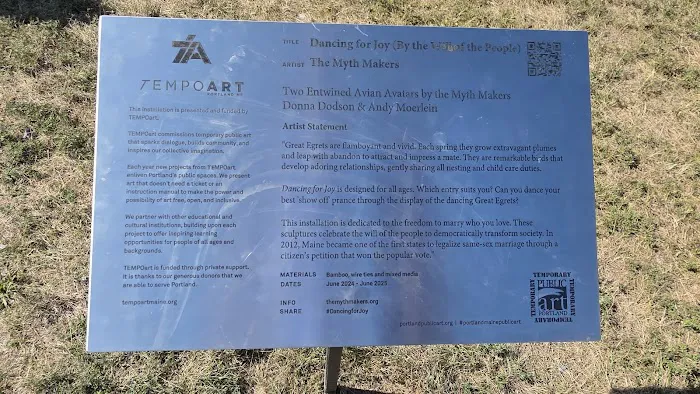 TEMPOART
PORTLAND ME
This installation is presented and funded by
TEMPOart.
TEMPOart commissions temporary public art
that sparks dialogue, builds community, and
inspires our collective imagination.
Each year new projects from TEMPOart
enliven Portland's public spaces. We present
art that doesn't need a ticket or an
instruction manual to make the power and
possibility of art free, open, and inclusive.
We partner with other educational and
cultural institutions, building upon each
project to offer inspiring learning
opportunities for people of all ages and
backgrounds.
TEMPOart is funded through private support.
It is thanks to our generous donors that we
are able to serve Portland.
tempoartmaine.org
TITLE Dancing for Joy (By the Will of the People)
ARTIST The Myth Makers
Two Entwined Avian Avatars by the Myth Makers
Donna Dodson & Andy Moerlein
Artist Statement
"Great Egrets are flamboyant and vivid. Each spring they grow extravagant plumes
and leap with abandon to attract and impress a mate. They are remarkable birds that
develop adoring relationships, gently sharing all nesting and child care duties.
Dancing for Joy is designed for all ages. Which entry suits you? Can you dance your
best 'show off' prance through the display of the dancing Great Egrets?
This installation is dedicated to the freedom to marry who you love. These
sculptures celebrate the will of the people to democratically transform society. In
2012, Maine became one of the first states to legalize same-sex marriage through a
citizen's petition that won the popular vote."
MATERIALS Bamboo, wire ties and mixed media
DATES June 2024 - June 2025
INFO themythmakers.org
SHARE #DancingforJoy
TEMPORARY
TEMPORARY
PUBLIC
art
PORTLAND
TEMPORARY
TEMPORARY
portlandpublicart.org | #portlandmainepublicart